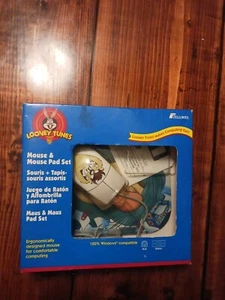 Fellowes
LOONEY TUNES
Mouse &
Mouse Pad Set
Souris + Tapis-
souris assortis
Juego de Ratón
y Alfombrilla
para Ratón
Maus & Maus
Pad Set
Ergonomically
designed mouse
for comfortable
computing
100% Windows compatible